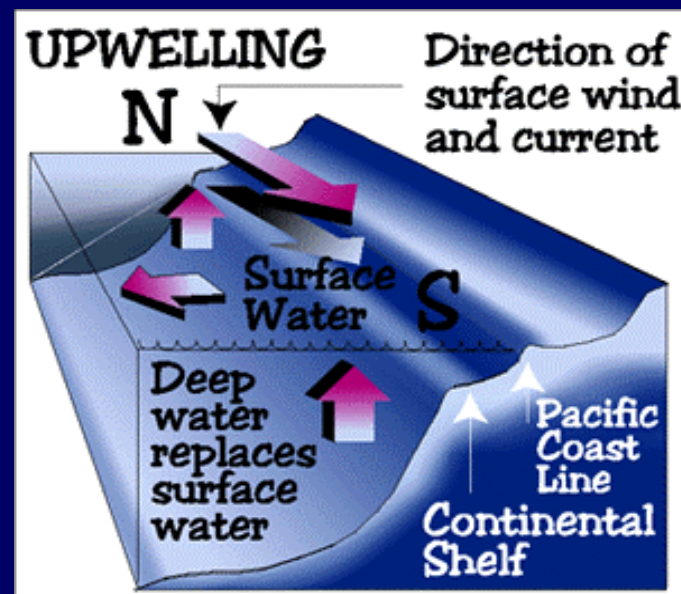 UPWELLING
N
Direction of
surface wind
and current
Surface
Water
S
Deep
water
replaces
surface
water
Pacific
Coast
Line
Continental
Shelf